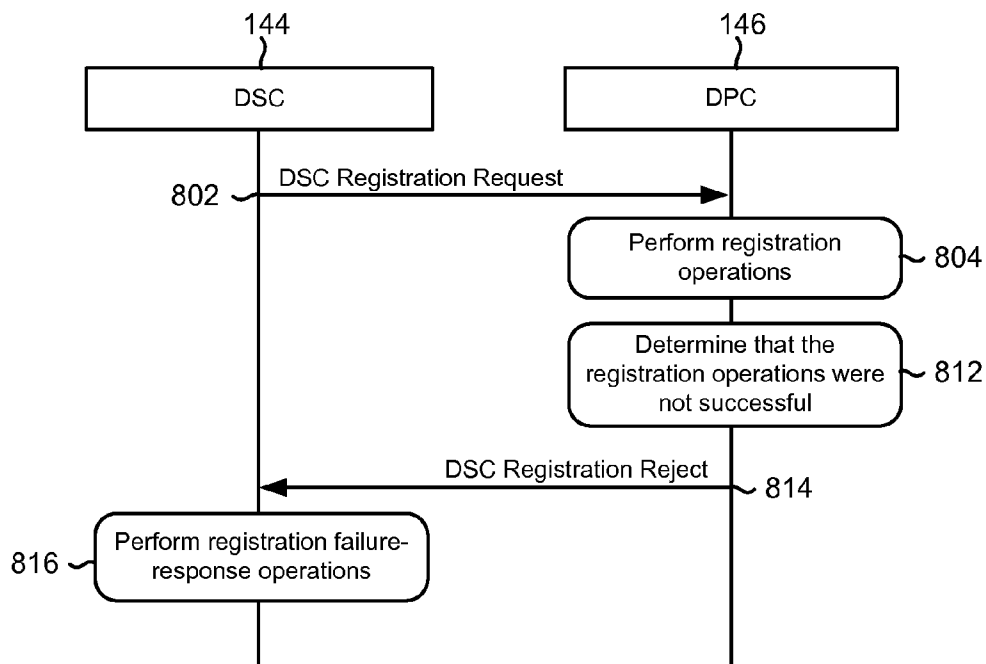 144
146
DSC
DPC
DSC Registration Request
802
Perform registration
operations
804
Determine that the
registration operations were
not successful
812
DSC Registration Reject
814
Perform registration failure-
response operations
816